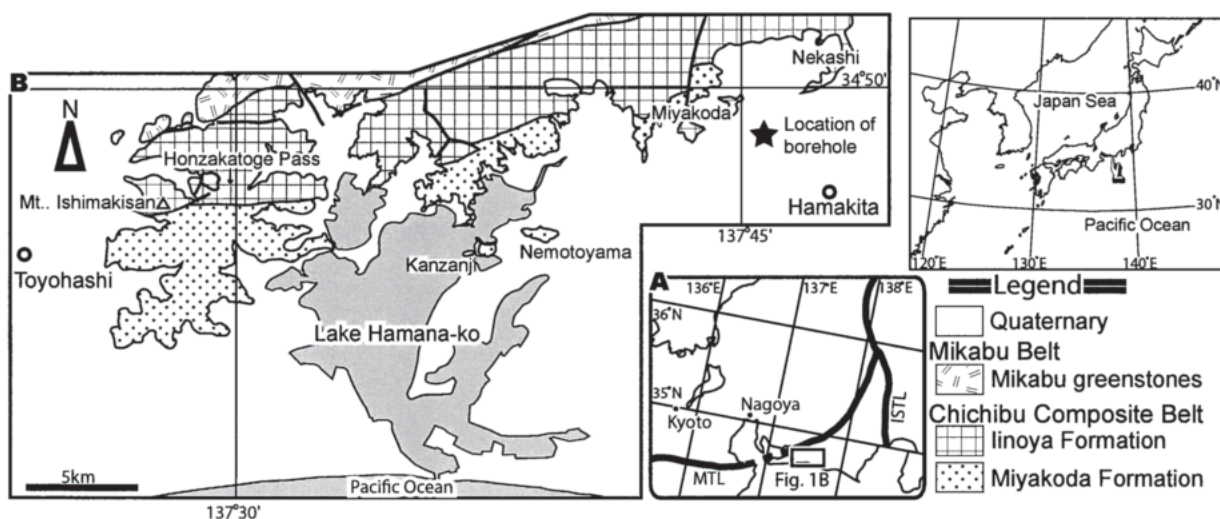 B
N
Nekashi
34°50'
Miyakoda
Location of
borehole
Honzakatoge Pass
Mt.. Ishimakisan
Hamakita
137°45'
Toyohashi
Kanzanji
Nemotoyama
Lake Hamana-ko
5km
Pacific Ocean
137°30'
Japan Sea
40°N
30°N
Pacific Ocean
120°E
130°E
140°E
A
136°E
137°E
138°E
36°N
35°N
Nagoya
Kyoto
ISTL
MTL
Fig. 1B
Legend
Quaternary
Mikabu Belt
Mikabu greenstones
Chichibu Composite Belt
Iinoya Formation
Miyakoda Formation